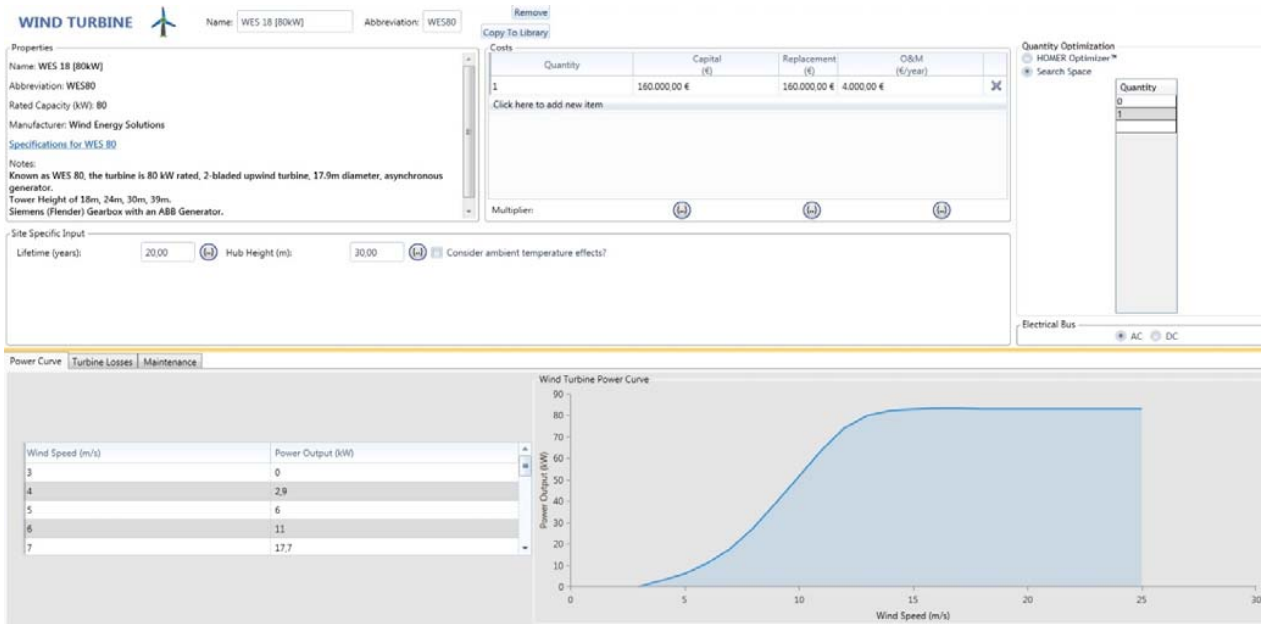 WIND TURBINE
Name: WES 18 [80kW]
Abbreviation: WES80
Remove
Copy To Library
Properties
Name: WES 18 [80kW]
Abbreviation: WES80
Rated Capacity (kW): 80
Manufacturer: Wind Energy Solutions
Specifications for WES 80
Notes:
Known as WES 80, the turbine is 80 kW rated, 2-bladed upwind turbine, 17.9m diameter, asynchronous
generator.
Tower Height of 18m, 24m, 30m, 39m.
Siemens (Flender) Gearbox with an ABB Generator.
Costs
Quantity Capital (€) Replacement (€) O&M (€/year)
1 160.000,00 € 160.000,00 € 4.000,00 €
Click here to add new item
Multiplier: (..) (..) (..)
Quantity Optimization
HOMER Optimizer™
Search Space
Quantity
0
1
Site Specific Input
Lifetime (years): 20,00 (..) Hub Height (m): 30,00 (..) Consider ambient temperature effects?
Electrical Bus
AC DC
Power Curve Turbine Losses Maintenance
Wind Speed (m/s) Power Output (kW)
3 0
4 2,9
5 6
6 11
7 17,7
Wind Turbine Power Curve
Power Output (kW)
90
80
70
60
50
40
30
20
10
0
0 5 10 15 20 25 30
Wind Speed (m/s)